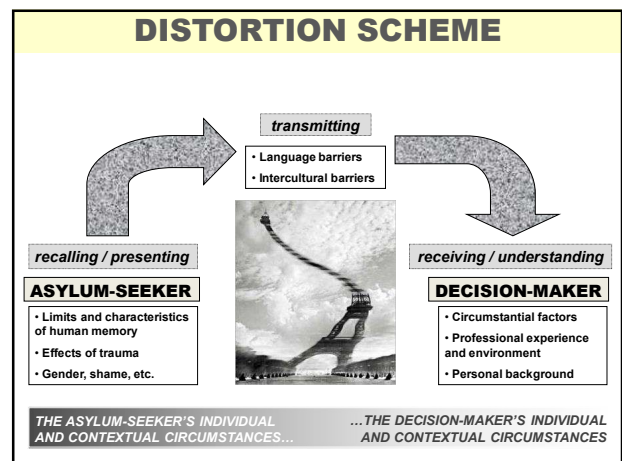 DISTORTION SCHEME
transmitting
• Language barriers
• Intercultural barriers
recalling / presenting
ASYLUM-SEEKER
• Limits and characteristics
of human memory
• Effects of trauma
• Gender, shame, etc.
receiving / understanding
DECISION-MAKER
• Circumstantial factors
• Professional experience
and environment
• Personal background
THE ASYLUM-SEEKER'S INDIVIDUAL
AND CONTEXTUAL CIRCUMSTANCES…
…THE DECISION-MAKER'S INDIVIDUAL
AND CONTEXTUAL CIRCUMSTANCES